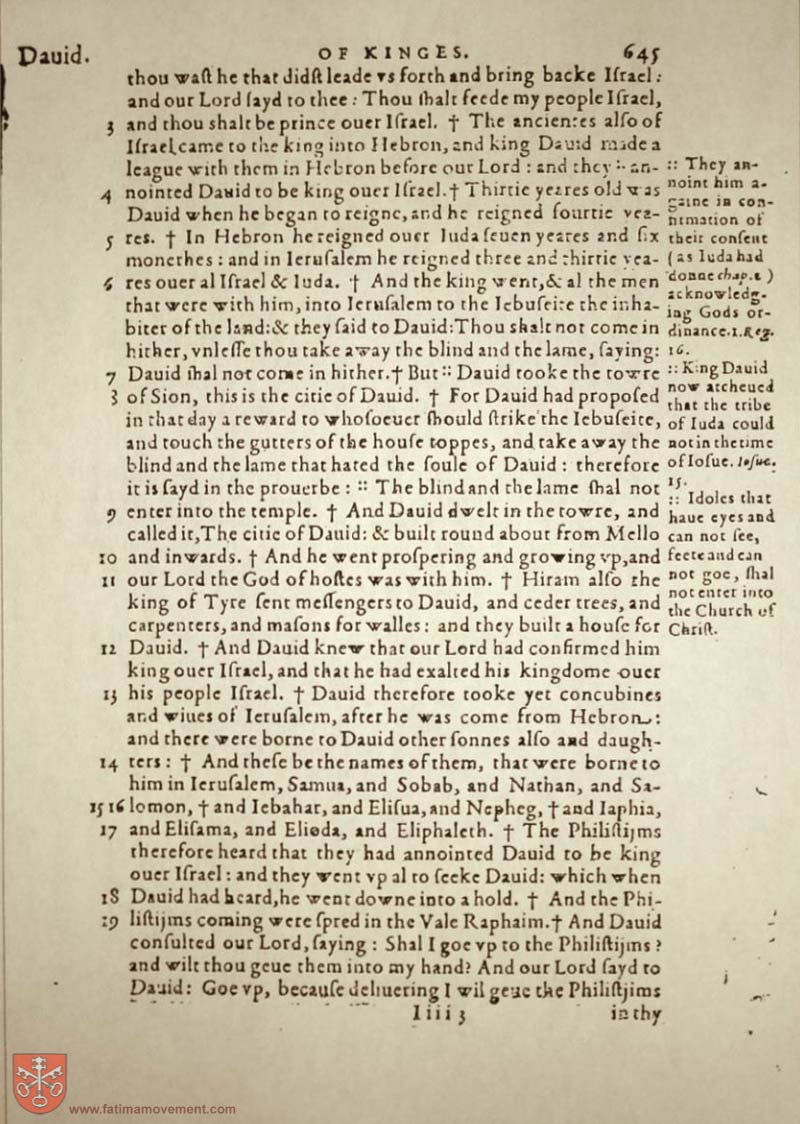 Dauid.
OF KINGES.
645
thou waſt he that didſt leade vs forth and bring backe Iſrael:
and our Lord ſayd to thee: Thou ſhalt feede my people Iſrael,
3 and thou shalt be prince ouer Iſrael. † The ancientes alſo of
Iſrael came to the king into Hebron, and king Dauid made a
league with them in Hebron before our Lord: and they :: an-
4 nointed Dauid to be king ouer Iſrael. † Thirtie yeares old was
Dauid when he began to reigne, and he reigned fourtie yea-
5 res. † In Hebron he reigned ouer Iuda ſeuen yeares and ſix
monethes: and in Ieruſalem he reigned three and thirtie yea-
6 res ouer al Iſrael & Iuda. † And the king went, & al the men
that were with him, into Ieruſalem to the Iebuſeite the inha-
biter of the land: & they ſaid to Dauid: Thou shalt not come in
hither, vnleſſe thou take away the blind and the lame, ſaying:
7 Dauid ſhal not come in hither. † But :: Dauid tooke the towre
8 of Sion, this is the citie of Dauid. † For Dauid had propoſed
in that day a reward to whoſoeuer ſhould ſtrike the Iebuſeite,
and touch the gutters of the houſe toppes, and take away the
blind and the lame that hated the ſoule of Dauid: therefore
it is ſayd in the prouerbe: :: The blind and the lame ſhal not
9 enter into the temple. † And Dauid dwelt in the towre, and
called it, The citie of Dauid: & built round about from Mello
10 and inwards. † And he went proſpering and growing vp, and
11 our Lord the God of hoſtes was with him. † Hiram alſo the
king of Tyre ſent meſſengers to Dauid, and ceder trees, and
carpenters, and maſons for walles: and they built a houſe for
12 Dauid. † And Dauid knew that our Lord had confirmed him
king ouer Iſrael, and that he had exalted his kingdome ouer
13 his people Iſrael. † Dauid therefore tooke yet concubines
and wiues of Ieruſalem, after he was come from Hebron:
and there were borne to Dauid other ſonnes alſo and daugh-
14 ters: † And theſe be the names of them, that were borne to
him in Ieruſalem, Samua, and Sobab, and Nathan, and Sa-
15 16 lomon, † and Iebahar, and Eliſua, and Nepheg, † and Iaphia,
17 and Eliſama, and Elioda, and Eliphaleth. † The Philiſtijms
therefore heard that they had annointed Dauid to be king
ouer Iſrael: and they went vp al to ſeeke Dauid: which when
18 Dauid had heard, he went downe into a hold. † And the Phi-
19 liſtijms coming were ſpred in the Vale Raphaim. † And Dauid
conſulted our Lord, ſaying: Shal I goe vp to the Philiſtijms?
and wilt thou geue them into my hand? And our Lord ſayd to
Dauid: Goe vp, becauſe deliuering I wil geue the Philiſtjims
Iiii 3
in thy
:: They an-
noint him a-
gaine in con-
firmation of
their conſent
(as Iuda had
donne chap. 2)
acknowledg-
ing Gods or-
dinance. 1. Reg.
16.
:: King Dauid
now atcheued
that the tribe
of Iuda could
not in the time
of Ioſue. Ioſue.
15.
:: Idoles that
haue eyes and
can not ſee,
feete and can
not goe, ſhal
not enter into
the Church of
Chriſt.
www.fatimamovement.com